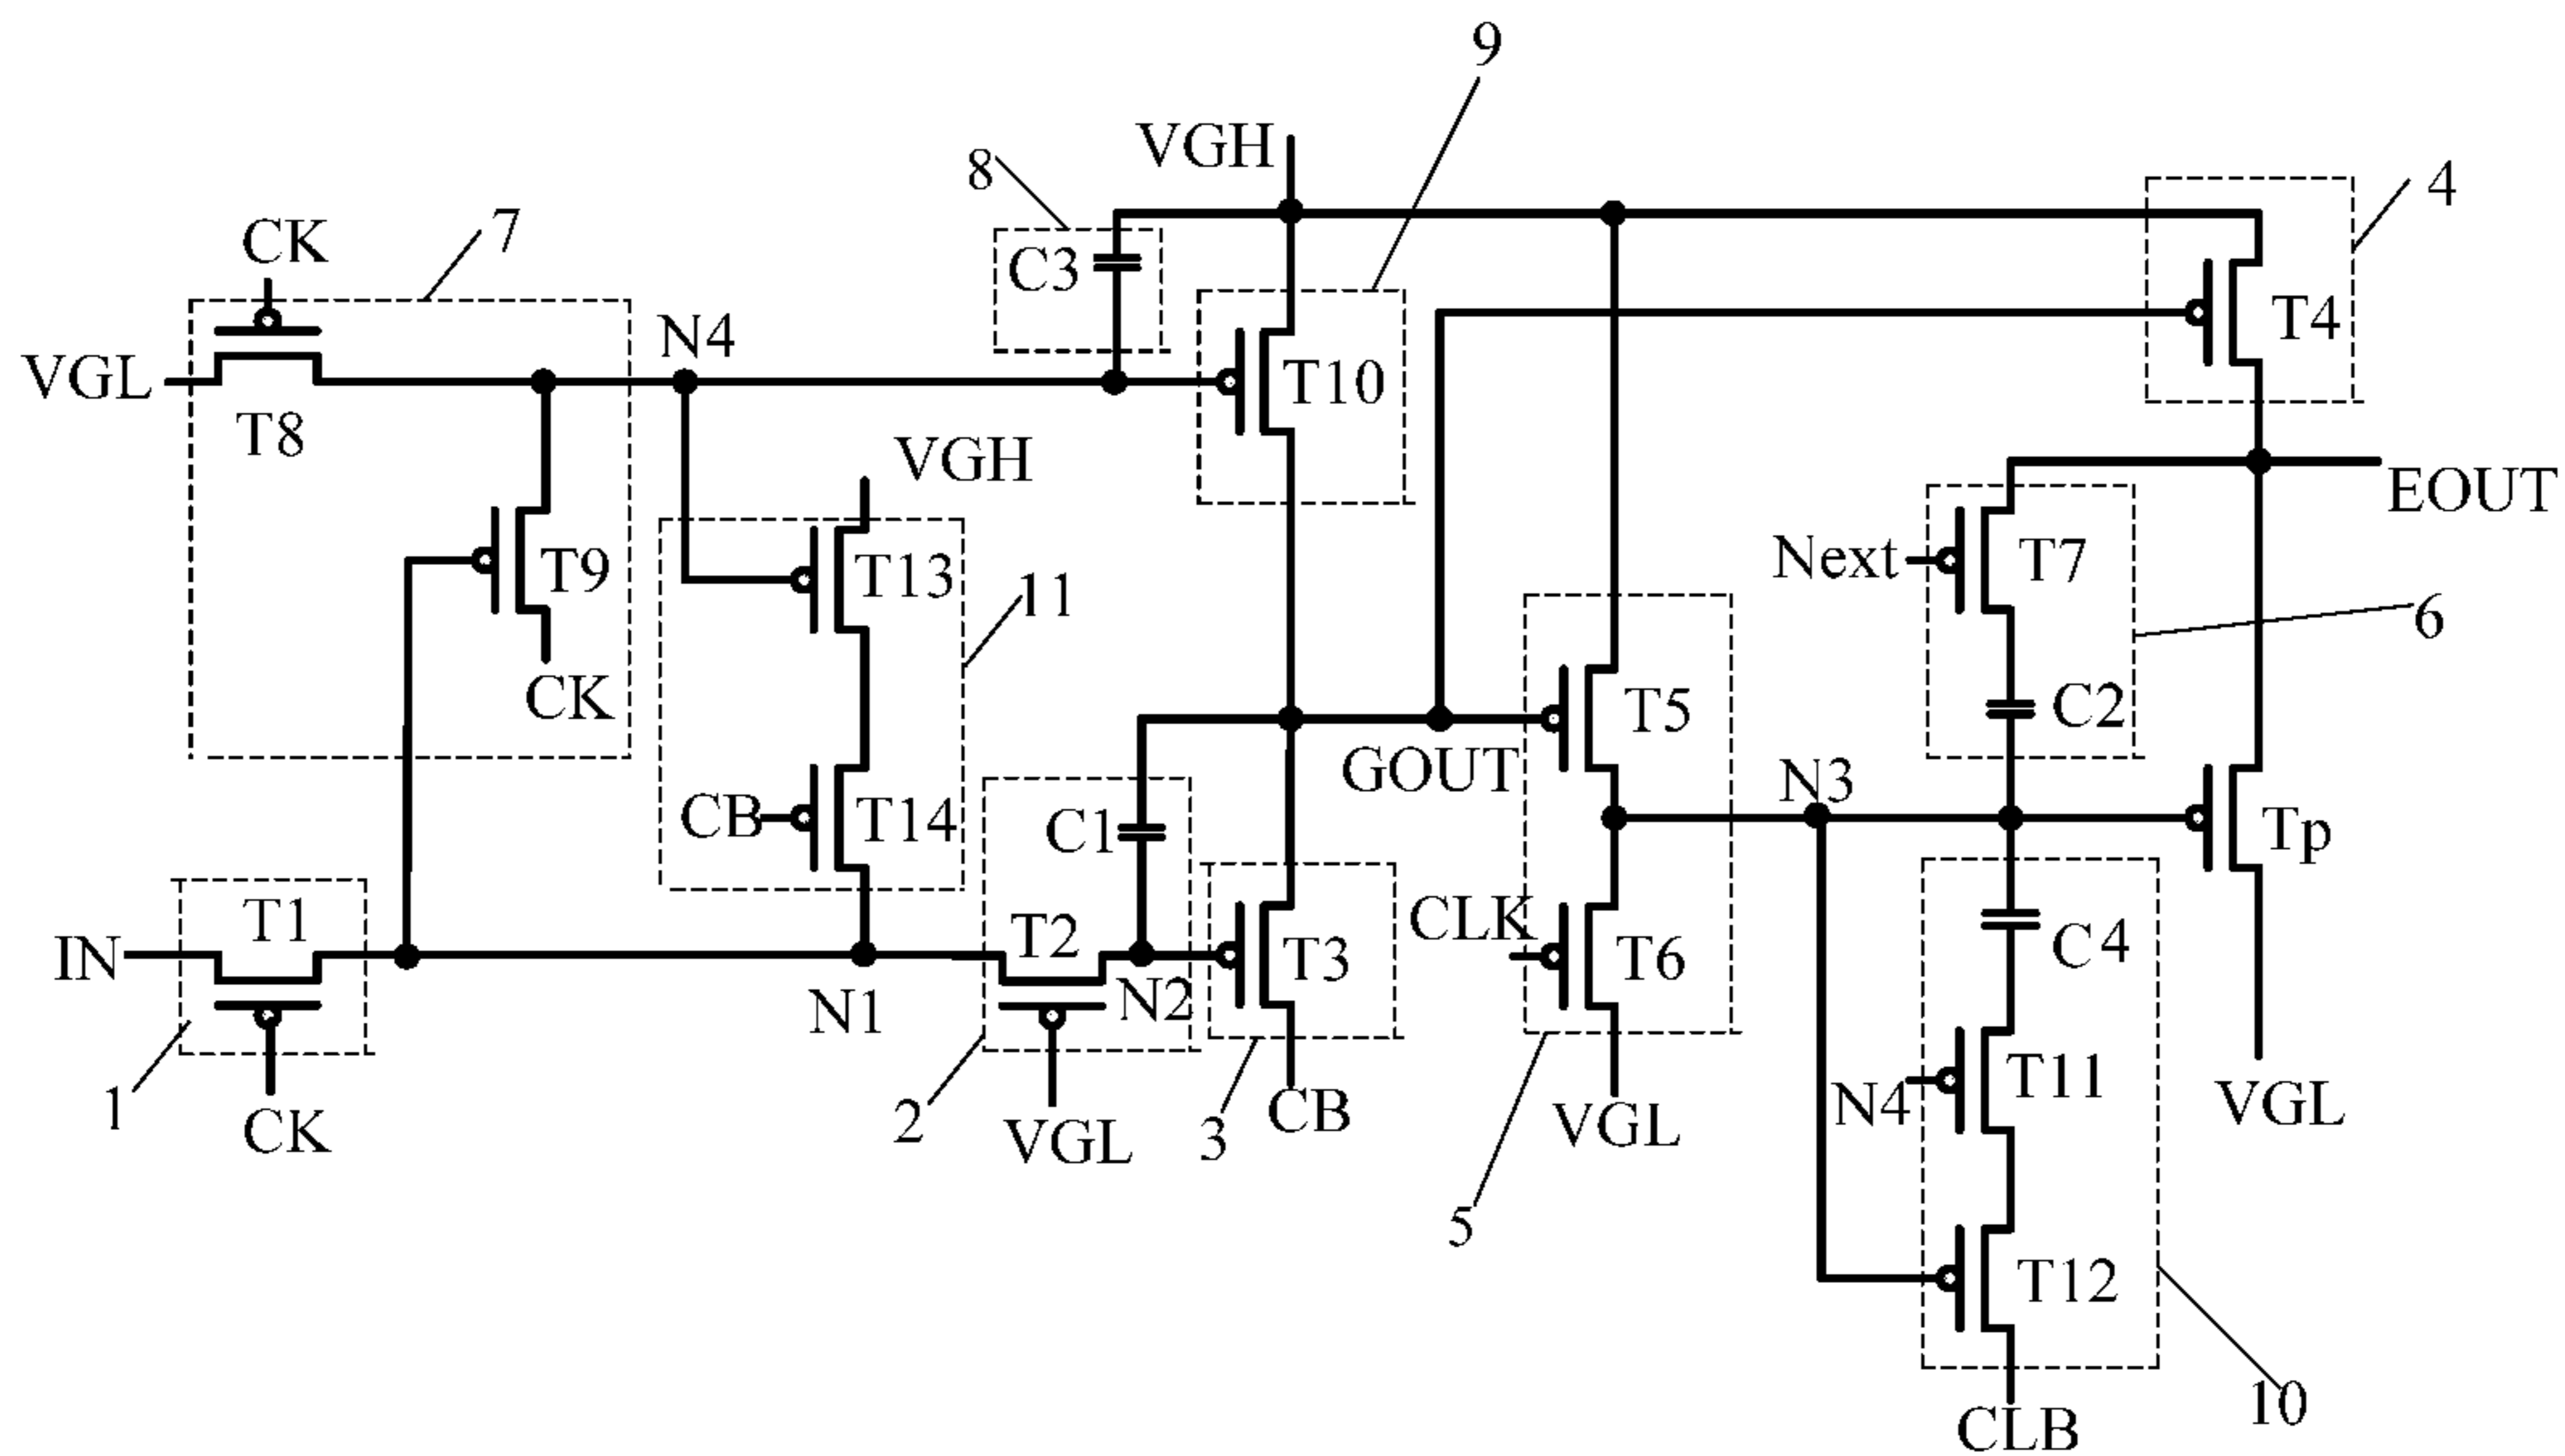 9
VGH
8
4
CK
7
C3
N4
T4
VGL
T10
T8
VGH
EOUT
T9
T13
Next
T7
11
6
CK
T5
C2
GOUT
N3
CB
T14
C1
Tp
T1
T2
CLK
IN
T3
T6
C4
N1
N2
T11
1
CK
2
VGL
3
CB
VGL
N4
VGL
5
T12
10
CLB